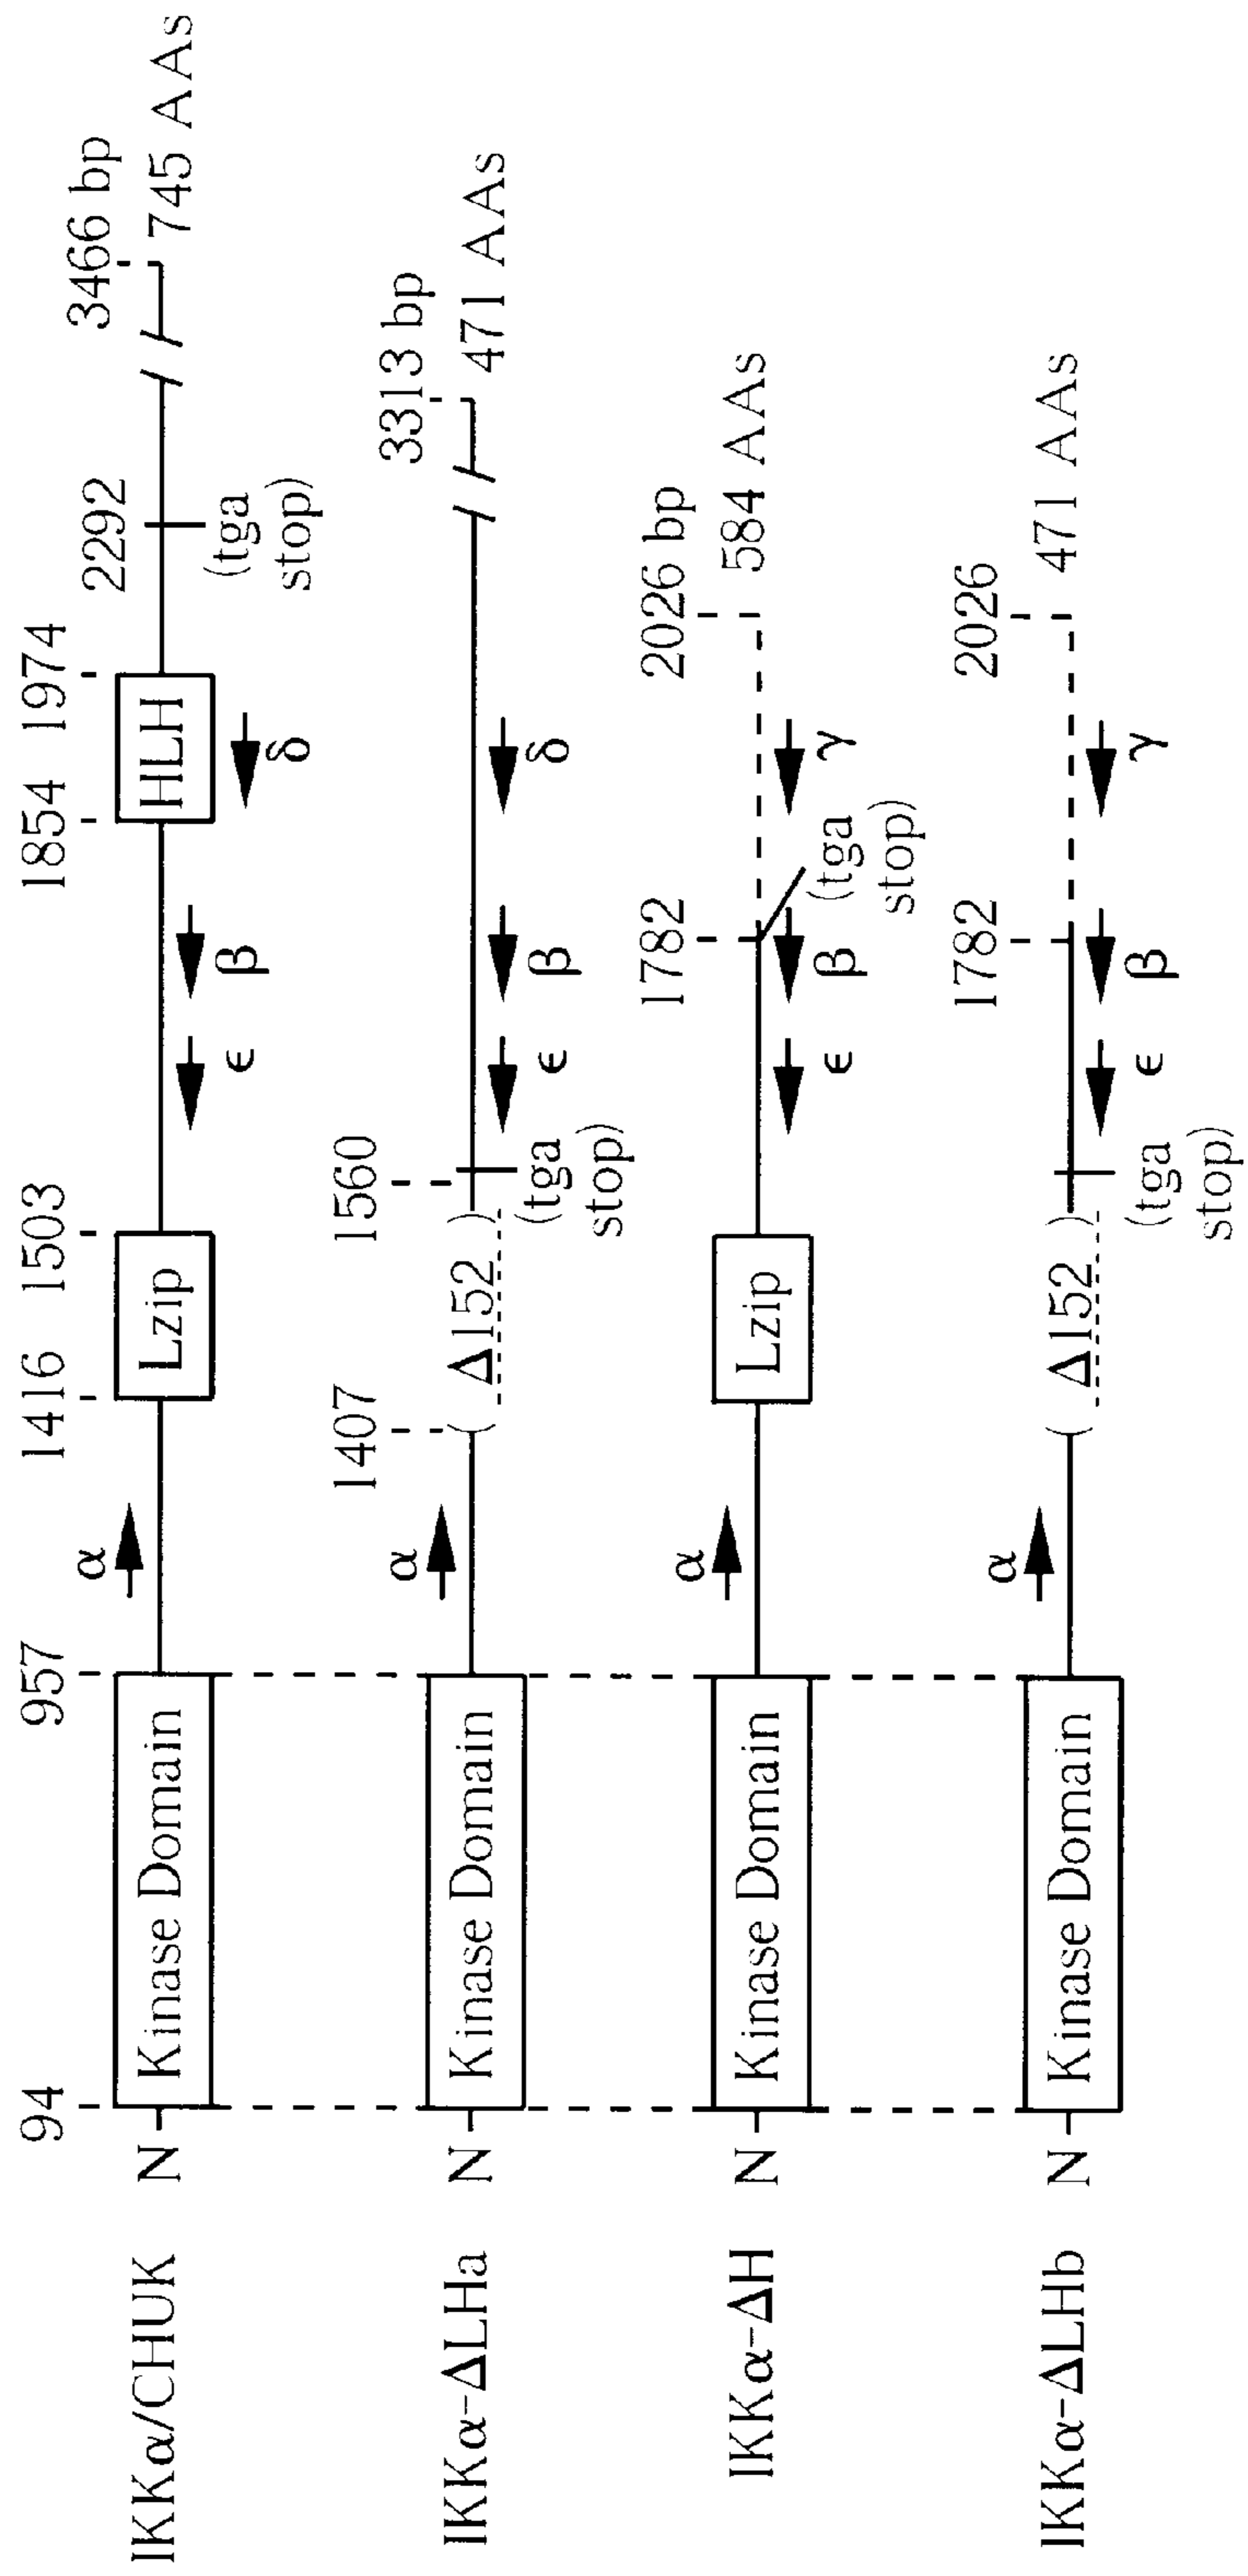 94 957 1416 1503 1854 1974 2292 3466 bp
IKKα/CHUK N Kinase Domain α Lzip ϵ β HLH δ (tga stop) 745 AAs
1407 1560 3313 bp
IKKα-ΔLHa N Kinase Domain α ( Δ152 ) (tga stop) ϵ β δ 471 AAs
1782 2026 bp
IKKα-ΔH N Kinase Domain α Lzip ϵ β (tga stop) γ 584 AAs
1782 2026
IKKα-ΔLHb N Kinase Domain α ( Δ152 ) (tga stop) ϵ β γ 471 AAs